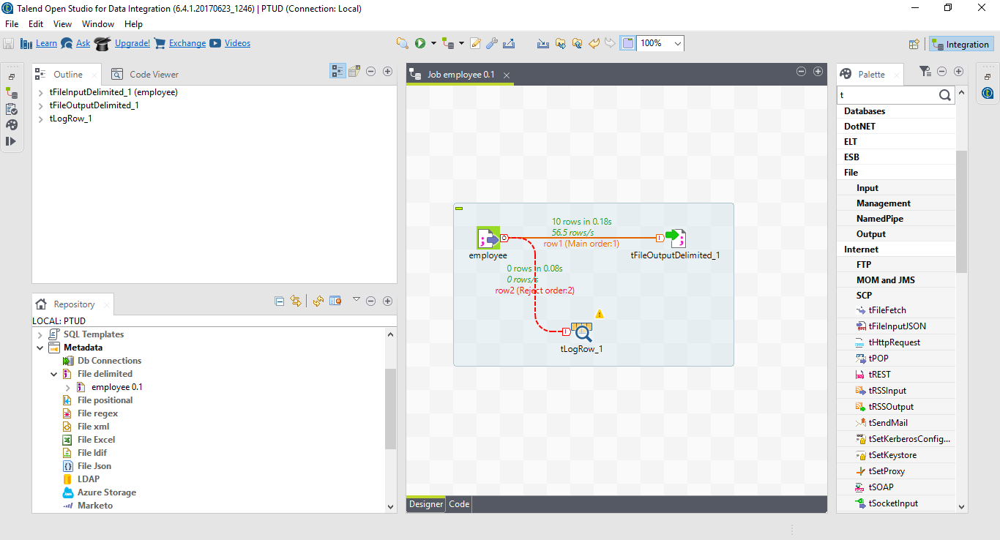 Talend Open Studio for Data Integration (6.4.1.20170623_1246) | PTUD (Connection: Local)
File Edit View Window Help
Learn Ask Upgrade! Exchange Videos 100% Integration
Outline Code Viewer
tFileInputDelimited_1 (employee)
tFileOutputDelimited_1
tLogRow_1
Repository
LOCAL: PTUD
SQL Templates
Metadata
Db Connections
File delimited
employee 0.1
File positional
File regex
File xml
File Excel
File ldif
File Json
LDAP
Azure Storage
Marketo
Job employee 0.1
10 rows in 0.18s
56.5 rows/s
row1 (Main order:1)
employee
tFileOutputDelimited_1
0 rows in 0.08s
0 rows/s
row2 (Reject order:2)
tLogRow_1
Designer Code
Palette
t
Databases
DotNET
ELT
ESB
File
Input
Management
NamedPipe
Output
Internet
FTP
MOM and JMS
SCP
tFileFetch
tFileInputJSON
tHttpRequest
tPOP
tREST
tRSSInput
tRSSOutput
tSendMail
tSetKerberosConfig...
tSetKeystore
tSetProxy
tSOAP
tSocketInput